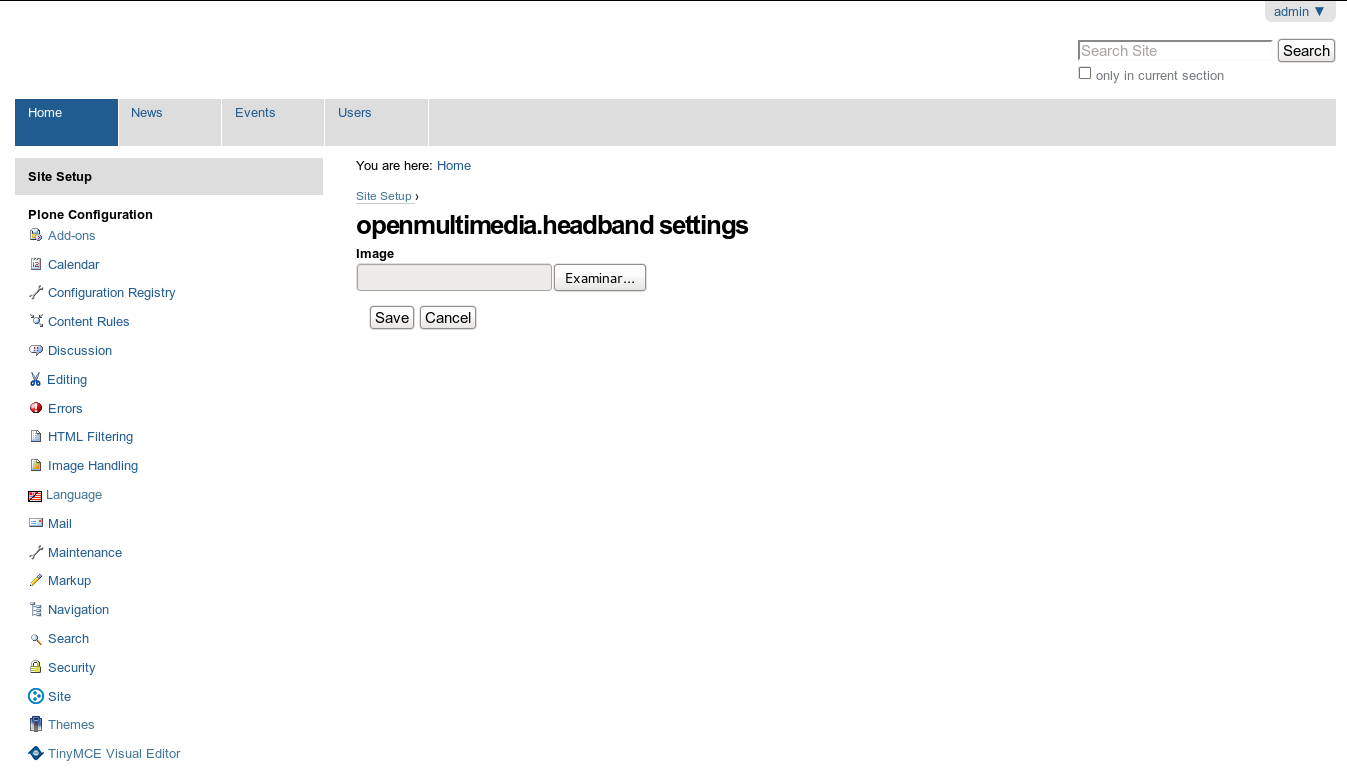 admin ▼
Search Site Search
only in current section
Home News Events Users
Site Setup
Plone Configuration
Add-ons
Calendar
Configuration Registry
Content Rules
Discussion
Editing
Errors
HTML Filtering
Image Handling
Language
Mail
Maintenance
Markup
Navigation
Search
Security
Site
Themes
TinyMCE Visual Editor
You are here: Home
Site Setup ›
openmultimedia.headband settings
Image
Examinar...
Save Cancel